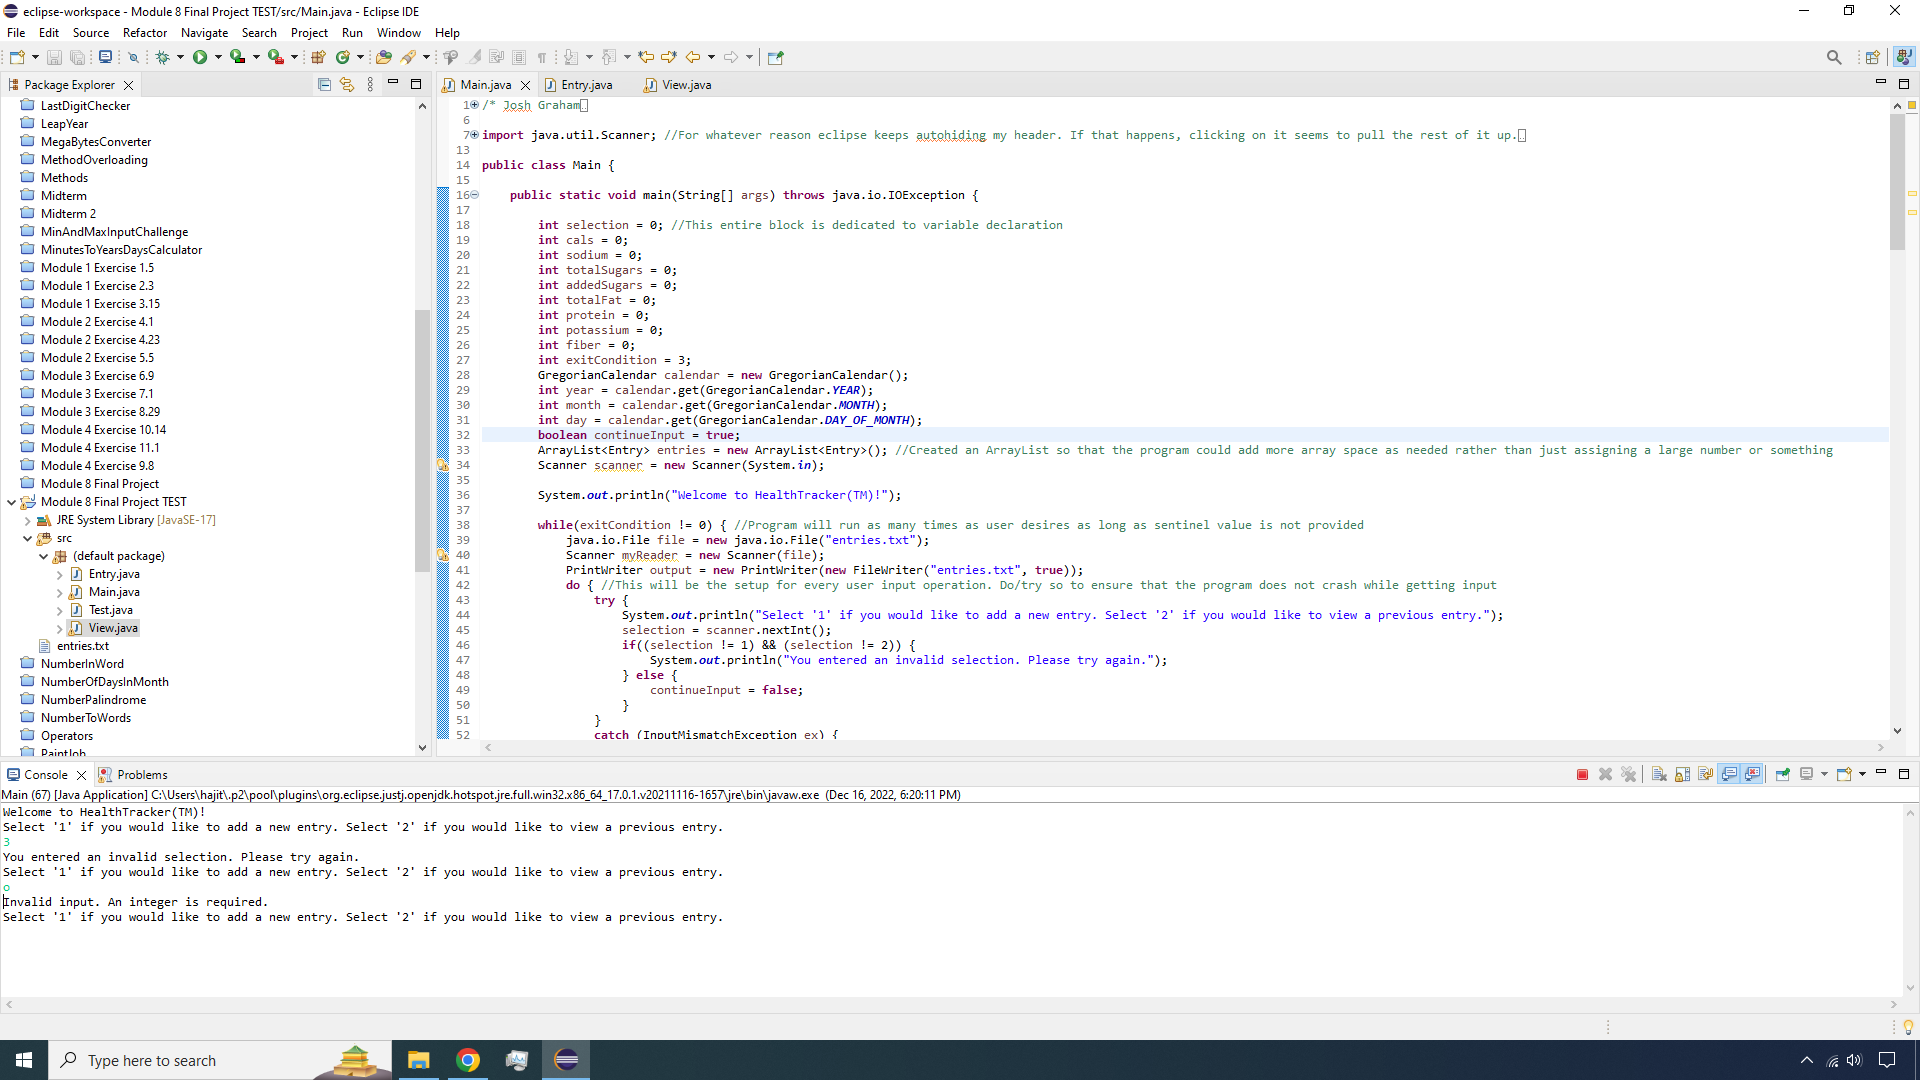 eclipse-workspace - Module 8 Final Project TEST/src/Main.java - Eclipse IDE
File Edit Source Refactor Navigate Search Project Run Window Help
Package Explorer
LastDigitChecker
LeapYear
MegaBytesConverter
MethodOverloading
Methods
Midterm
Midterm 2
MinAndMaxInputChallenge
MinutesToYearsDaysCalculator
Module 1 Exercise 1.5
Module 1 Exercise 2.3
Module 1 Exercise 3.15
Module 2 Exercise 4.1
Module 2 Exercise 4.23
Module 2 Exercise 5.5
Module 3 Exercise 6.9
Module 3 Exercise 7.1
Module 3 Exercise 8.29
Module 4 Exercise 10.14
Module 4 Exercise 11.1
Module 4 Exercise 9.8
Module 8 Final Project
Module 8 Final Project TEST
JRE System Library [JavaSE-17]
src
(default package)
Entry.java
Main.java
Test.java
View.java
entries.txt
NumberInWord
NumberOfDaysInMonth
NumberPalindrome
NumberToWords
Operators
PaintJob
Main.java Entry.java View.java
1 /* Josh Graham
6
7 import java.util.Scanner; //For whatever reason eclipse keeps autohiding my header. If that happens, clicking on it seems to pull the rest of it up.
13
14 public class Main {
15
16 public static void main(String[] args) throws java.io.IOException {
17
18 int selection = 0; //This entire block is dedicated to variable declaration
19 int cals = 0;
20 int sodium = 0;
21 int totalSugars = 0;
22 int addedSugars = 0;
23 int totalFat = 0;
24 int protein = 0;
25 int potassium = 0;
26 int fiber = 0;
27 int exitCondition = 3;
28 GregorianCalendar calendar = new GregorianCalendar();
29 int year = calendar.get(GregorianCalendar.YEAR);
30 int month = calendar.get(GregorianCalendar.MONTH);
31 int day = calendar.get(GregorianCalendar.DAY_OF_MONTH);
32 boolean continueInput = true;
33 ArrayList<Entry> entries = new ArrayList<Entry>(); //Created an ArrayList so that the program could add more array space as needed rather than just assigning a large number or something
34 Scanner scanner = new Scanner(System.in);
35
36 System.out.println("Welcome to HealthTracker(TM)!");
37
38 while(exitCondition != 0) { //Program will run as many times as user desires as long as sentinel value is not provided
39 java.io.File file = new java.io.File("entries.txt");
40 Scanner myReader = new Scanner(file);
41 PrintWriter output = new PrintWriter(new FileWriter("entries.txt", true));
42 do { //This will be the setup for every user input operation. Do/try so to ensure that the program does not crash while getting input
43 try {
44 System.out.println("Select '1' if you would like to add a new entry. Select '2' if you would like to view a previous entry.");
45 selection = scanner.nextInt();
46 if((selection != 1) && (selection != 2)) {
47 System.out.println("You entered an invalid selection. Please try again.");
48 } else {
49 continueInput = false;
50 }
51 }
52 catch (InputMismatchException ex) {
Console Problems
Main (67) [Java Application] C:\Users\hajit\.p2\pool\plugins\org.eclipse.justj.openjdk.hotspot.jre.full.win32.x86_64_17.0.1.v20211116-1657\jre\bin\javaw.exe (Dec 16, 2022, 6:20:11 PM)
Welcome to HealthTracker(TM)!
Select '1' if you would like to add a new entry. Select '2' if you would like to view a previous entry.
3
You entered an invalid selection. Please try again.
Select '1' if you would like to add a new entry. Select '2' if you would like to view a previous entry.
o
Invalid input. An integer is required.
Select '1' if you would like to add a new entry. Select '2' if you would like to view a previous entry.
Type here to search